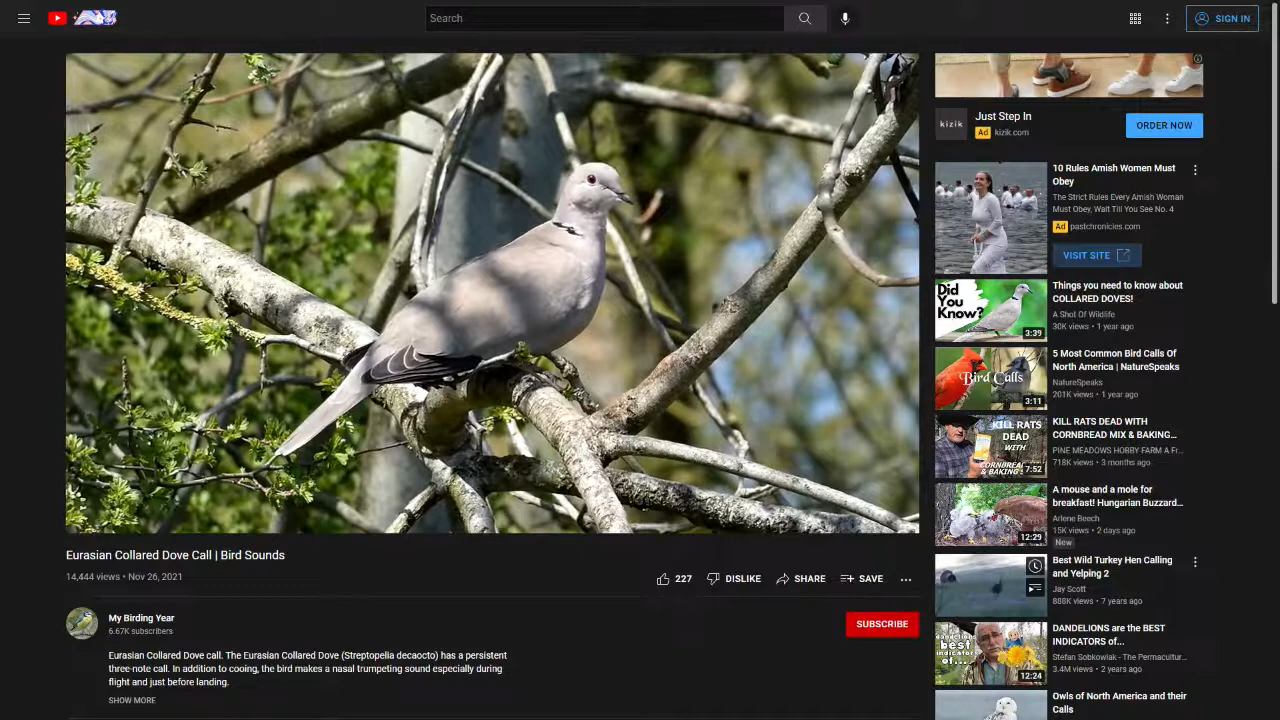 Search
SIGN IN
Eurasian Collared Dove Call | Bird Sounds
14,444 views • Nov 26, 2021
227
DISLIKE
SHARE
SAVE
My Birding Year
6.67K subscribers
SUBSCRIBE
Eurasian Collared Dove call. The Eurasian Collared Dove (Streptopelia decaocto) has a persistent
three-note call. In addition to cooing, the bird makes a nasal trumpeting sound especially during
flight and just before landing.
SHOW MORE
kizik
Just Step In
Ad kizik.com
ORDER NOW
10 Rules Amish Women Must
Obey
The Strict Rules Every Amish Woman
Must Obey, Wait Till You See No. 4
Ad pastchronicles.com
VISIT SITE
Did
You
Know?
3:39
Things you need to know about
COLLARED DOVES!
A Shot Of Wildlife
30K views • 1 year ago
Bird Calls
3:11
5 Most Common Bird Calls Of
North America | NatureSpeaks
NatureSpeaks
201K views • 1 year ago
KILL RATS
DEAD
WITH
CORNBREAD
& BAKING
7:52
KILL RATS DEAD WITH
CORNBREAD MIX & BAKING...
PINE MEADOWS HOBBY FARM A Fr...
718K views • 3 months ago
12:29
A mouse and a mole for
breakfast! Hungarian Buzzard...
Arlene Beech
15K views • 2 days ago
New
Best Wild Turkey Hen Calling
and Yelping 2
Jay Scott
888K views • 7 years ago
dandelions
best
indicators
of...
12:24
DANDELIONS are the BEST
INDICATORS of...
Stefan Sobkowiak - The Permacultur...
3.4M views • 2 years ago
Owls of North America and their
Calls